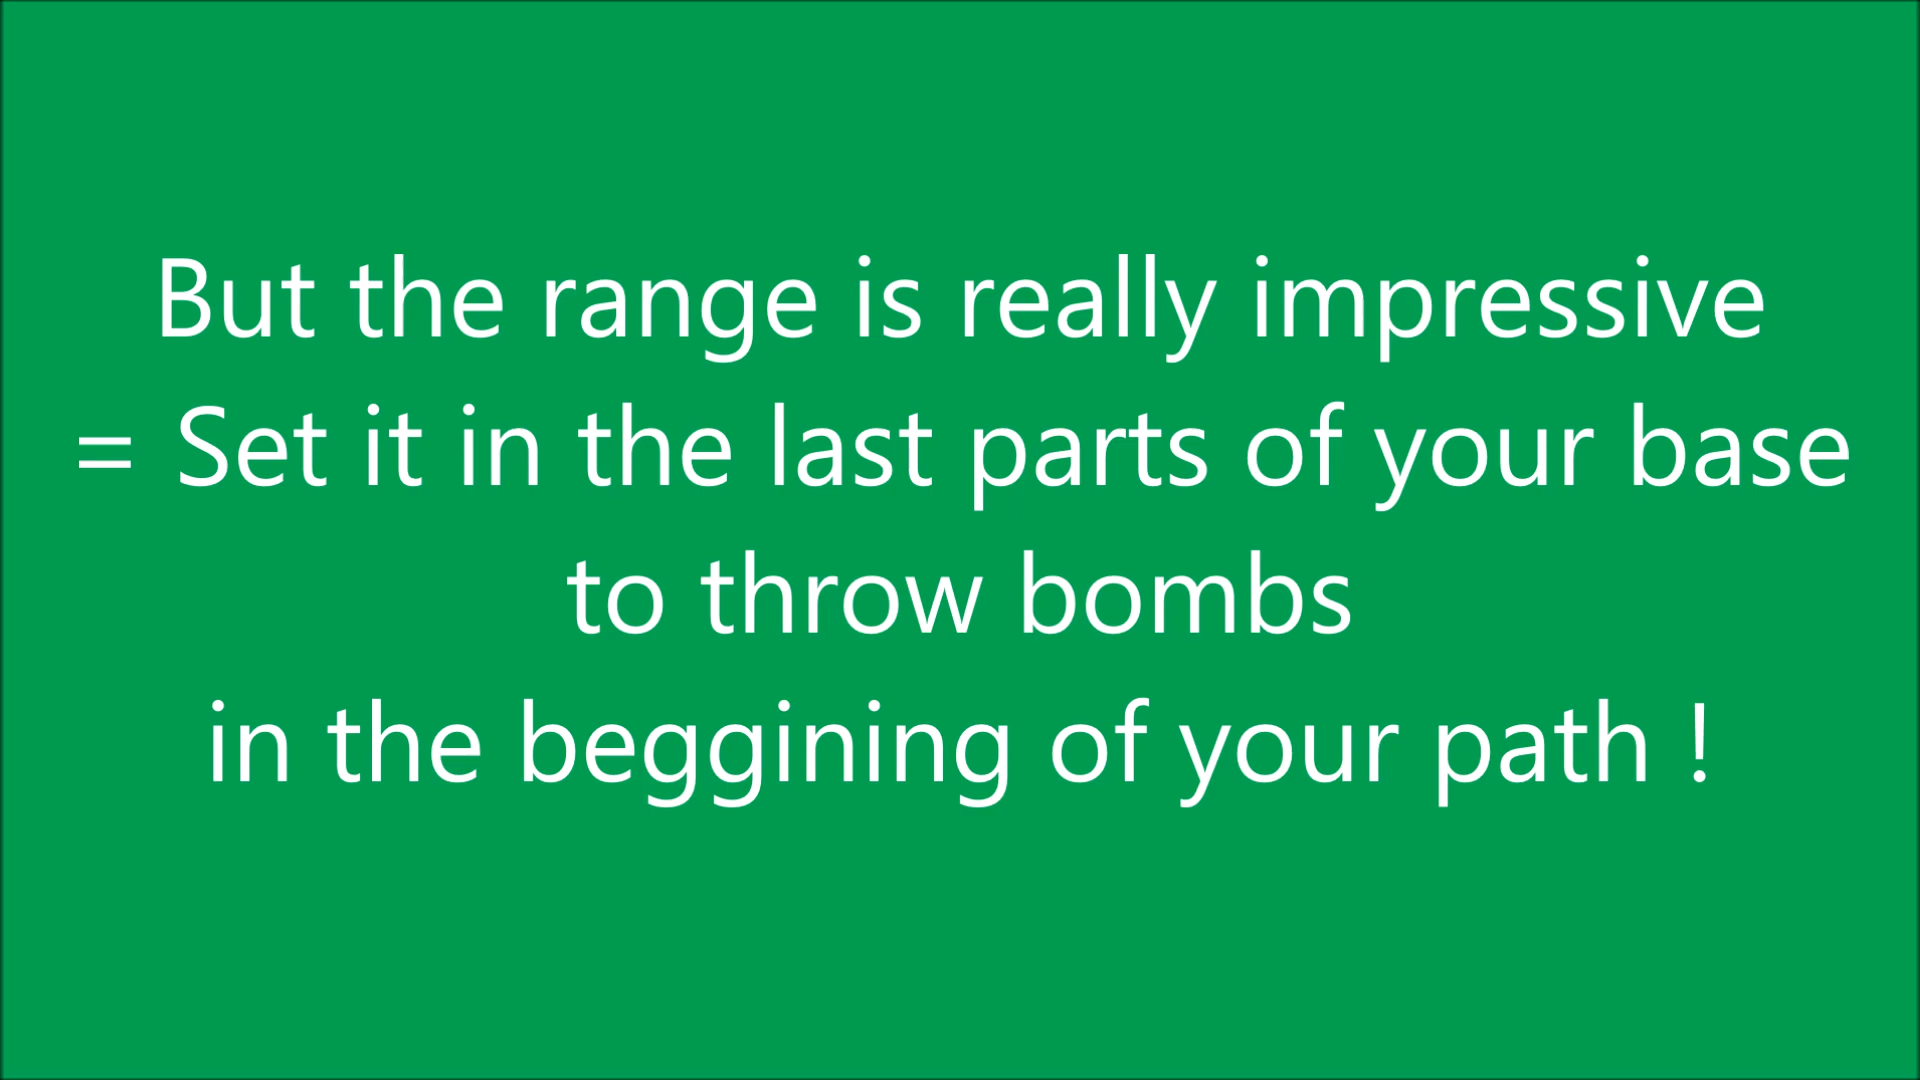 But the range is really impressive
= Set it in the last parts of your base
to throw bombs
in the beggining of your path !